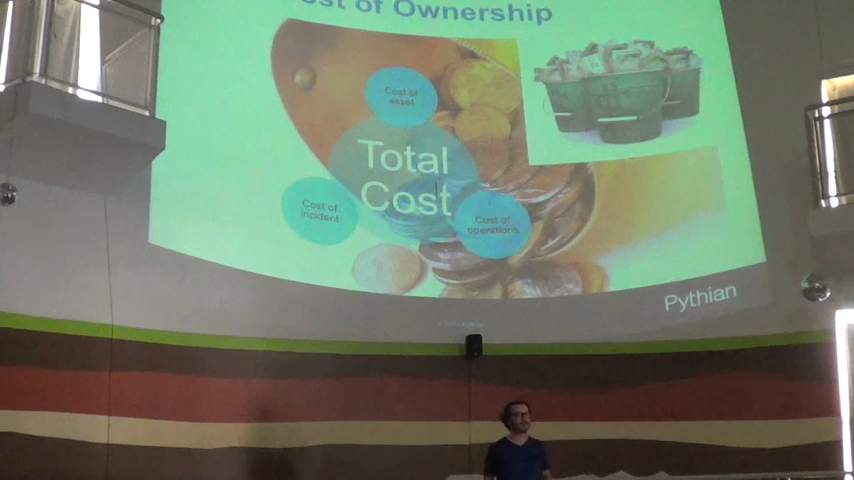 ost of Ownership
Cost of
asset
Total
Cost
Cost of
incident
Cost of
operations
Pythian